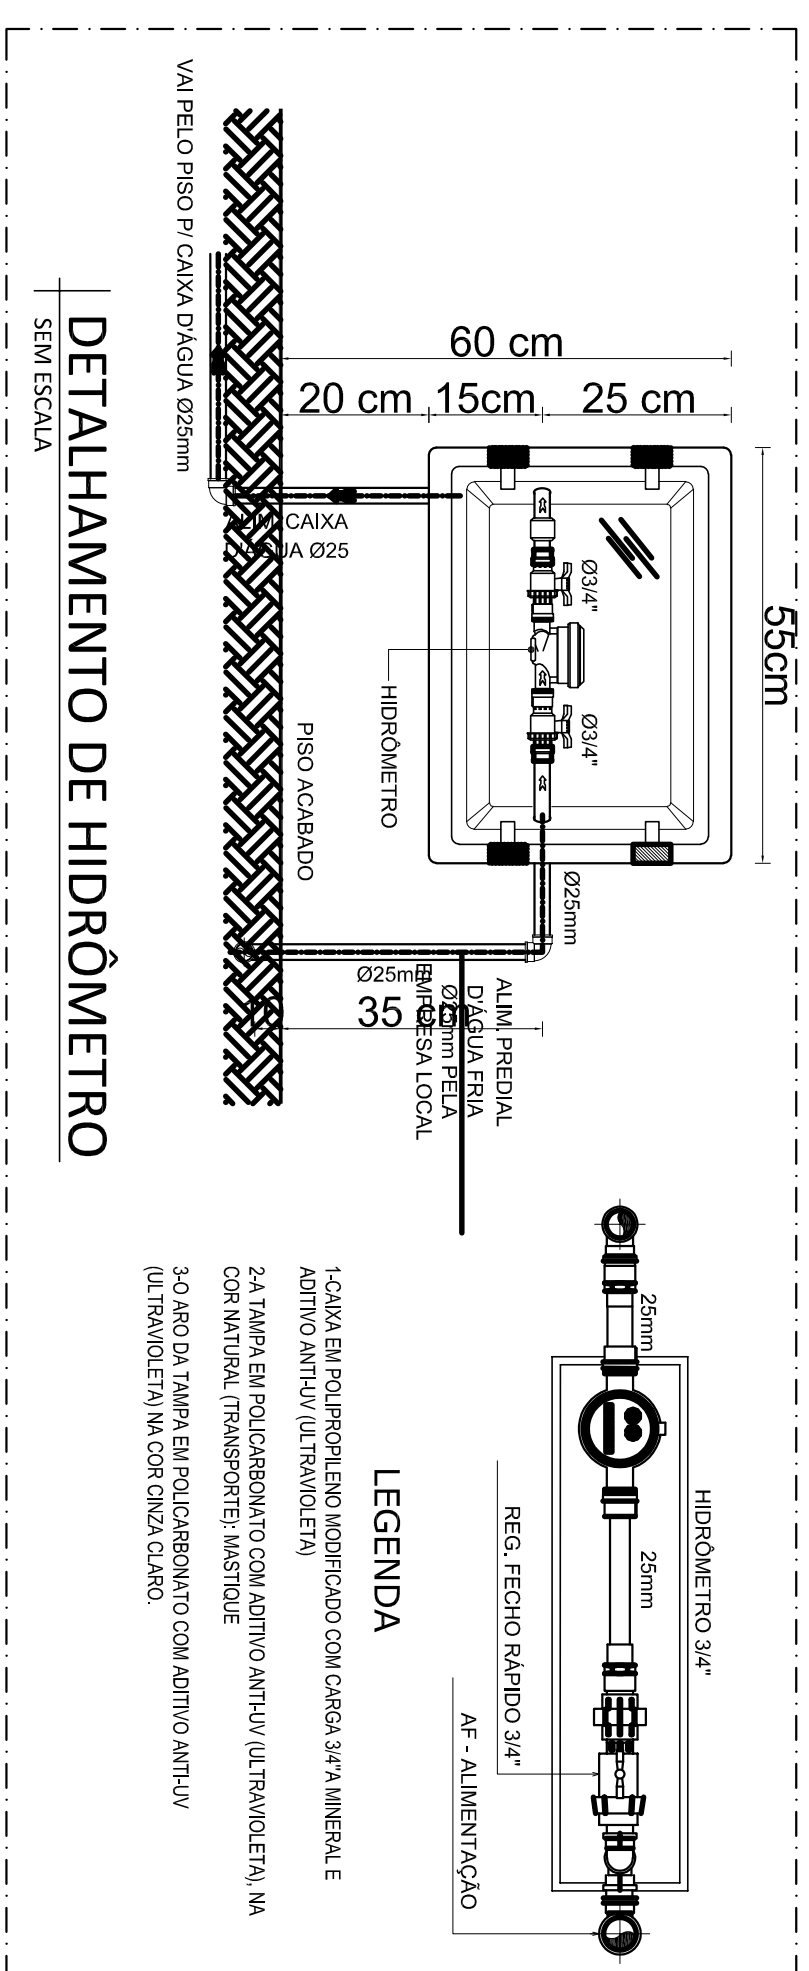 60 cm
20 cm
15cm
25 cm
55cm
Ø3/4"
Ø3/4"
HIDRÔMETRO
Ø25mm
ALIM. CAIXA
D'ÁGUA Ø25
PISO ACABADO
Ø25mm
35 cm
ALIM. PREDIAL
D'ÁGUA FRIA
Ø25mm PELA
EMPRESA LOCAL
VAI PELO PISO P/ CAIXA D'ÁGUA Ø25mm
DETALHAMENTO DE HIDRÔMETRO
SEM ESCALA
HIDRÔMETRO 3/4"
25mm
25mm
REG. FECHO RÁPIDO 3/4"
AF - ALIMENTAÇÃO
LEGENDA
1-CAIXA EM POLIPROPILENO MODIFICADO COM CARGA 3/4"A MINERAL E
ADITIVO ANTI-UV (ULTRAVIOLETA)
2-A TAMPA EM POLICARBONATO COM ADITIVO ANTI-UV (ULTRAVIOLETA), NA
COR NATURAL (TRANSPORTE): MASTIQUE
3-O ARO DA TAMPA EM POLICARBONATO COM ADITIVO ANTI-UV
(ULTRAVIOLETA) NA COR CINZA CLARO.